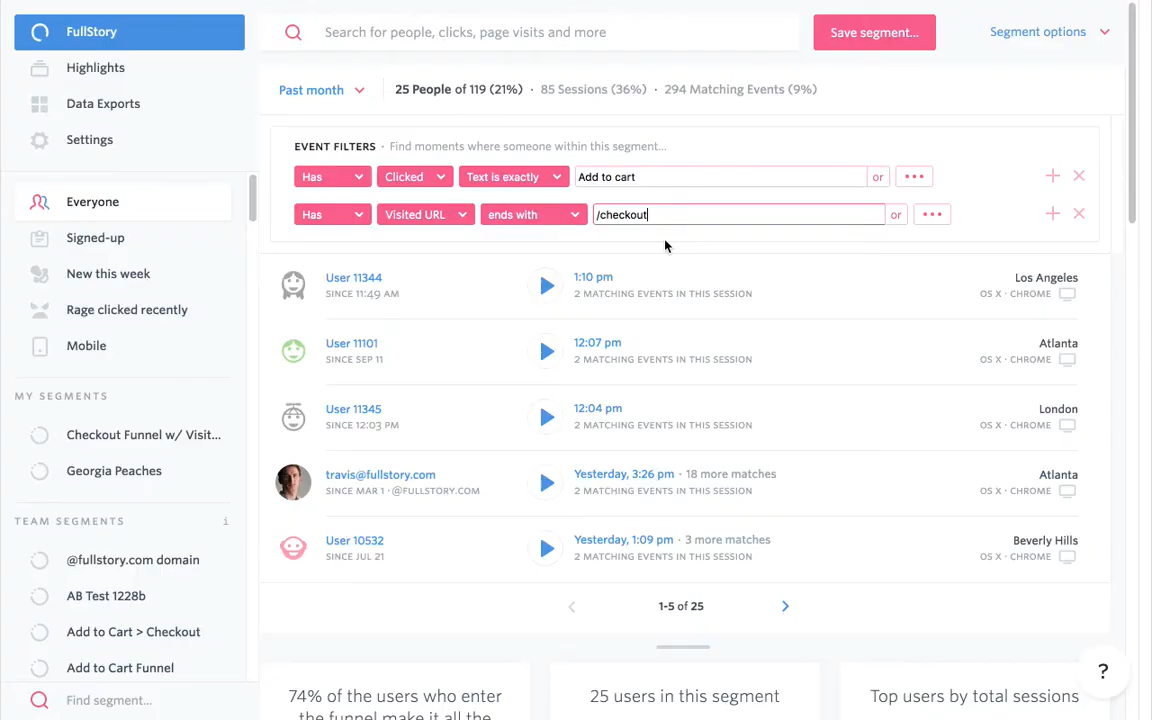 FullStory
Search for people, clicks, page visits and more
Save segment...
Segment options
Highlights
Data Exports
Settings
Past month
25 People of 119 (21%) · 85 Sessions (36%) · 294 Matching Events (9%)
EVENT FILTERS · Find moments where someone within this segment...
Has Clicked Text is exactly Add to cart or •••
Has Visited URL ends with /checkout or •••
Everyone
Signed-up
New this week
Rage clicked recently
Mobile
MY SEGMENTS
Checkout Funnel w/ Visit...
Georgia Peaches
TEAM SEGMENTS i
@fullstory.com domain
AB Test 1228b
Add to Cart > Checkout
Add to Cart Funnel
Find segment...
User 11344 1:10 pm Los Angeles
SINCE 11:49 AM 2 MATCHING EVENTS IN THIS SESSION OS X · CHROME
User 11101 12:07 pm Atlanta
SINCE SEP 11 2 MATCHING EVENTS IN THIS SESSION OS X · CHROME
User 11345 12:04 pm London
SINCE 12:03 PM 2 MATCHING EVENTS IN THIS SESSION OS X · CHROME
travis@fullstory.com Yesterday, 3:26 pm · 18 more matches Atlanta
SINCE MAR 1 · @FULLSTORY.COM 2 MATCHING EVENTS IN THIS SESSION OS X · CHROME
User 10532 Yesterday, 1:09 pm · 3 more matches Beverly Hills
SINCE JUL 21 2 MATCHING EVENTS IN THIS SESSION OS X · CHROME
1-5 of 25
74% of the users who enter
the funnel make it all the
25 users in this segment
Top users by total sessions
?